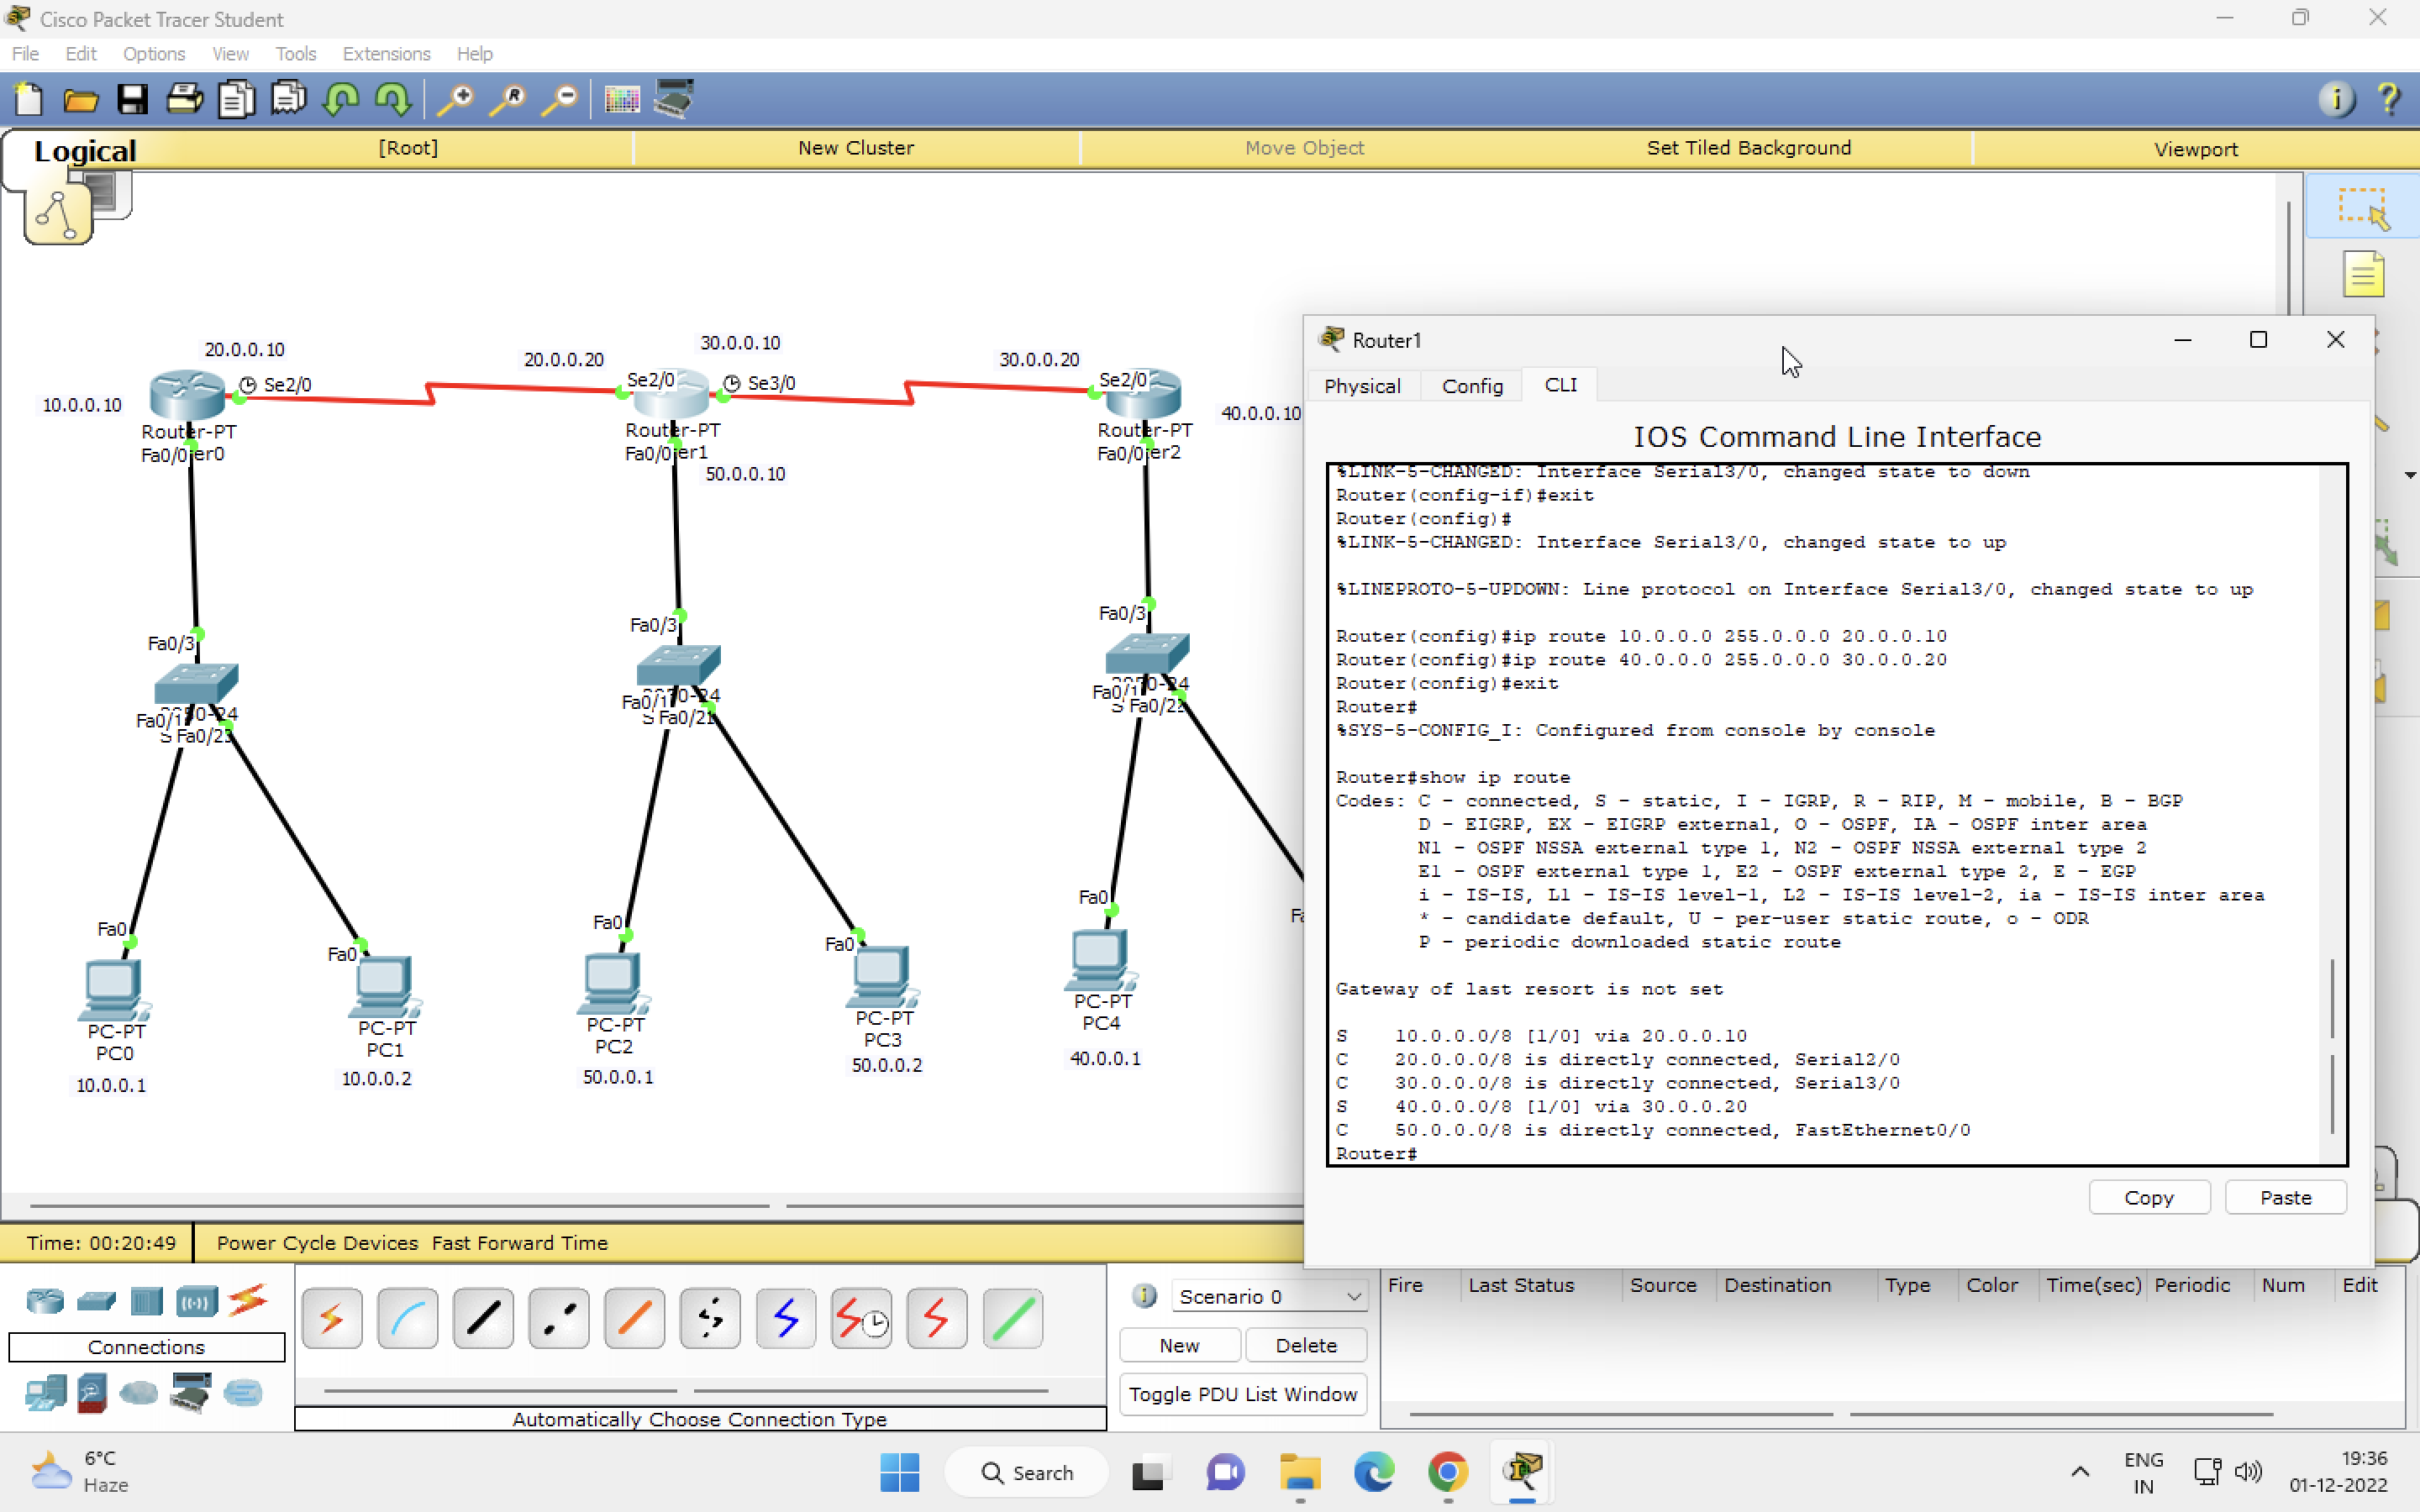 Cisco Packet Tracer Student
File Edit Options View Tools Extensions Help
Logical [Root] New Cluster Move Object Set Tiled Background Viewport
20.0.0.10
20.0.0.20
30.0.0.10
30.0.0.20
10.0.0.10
Se2/0
Se2/0
Se3/0
Se2/0
40.0.0.10
Router-PT
Fa0/0 er0
Router-PT
Fa0/0 er1
50.0.0.10
Router-PT
Fa0/0 er2
Fa0/3
Fa0/3
Fa0/3
Fa0/1
Fa0/23
Fa0/1
0-24
Fa0/21
Fa0/1
0-24
Fa0
Fa0
Fa0
Fa0
Fa0
PC-PT
PC0
10.0.0.1
PC-PT
PC1
10.0.0.2
PC-PT
PC2
50.0.0.1
PC-PT
PC3
50.0.0.2
PC-PT
PC4
40.0.0.1
Router1
Physical Config CLI
IOS Command Line Interface
%LINK-5-CHANGED: Interface Serial3/0, changed state to down
Router(config-if)#exit
Router(config)#
%LINK-5-CHANGED: Interface Serial3/0, changed state to up
%LINEPROTO-5-UPDOWN: Line protocol on Interface Serial3/0, changed state to up
Router(config)#ip route 10.0.0.0 255.0.0.0 20.0.0.10
Router(config)#ip route 40.0.0.0 255.0.0.0 30.0.0.20
Router(config)#exit
Router#
%SYS-5-CONFIG_I: Configured from console by console
Router#show ip route
Codes: C - connected, S - static, I - IGRP, R - RIP, M - mobile, B - BGP
D - EIGRP, EX - EIGRP external, O - OSPF, IA - OSPF inter area
N1 - OSPF NSSA external type 1, N2 - OSPF NSSA external type 2
E1 - OSPF external type 1, E2 - OSPF external type 2, E - EGP
i - IS-IS, L1 - IS-IS level-1, L2 - IS-IS level-2, ia - IS-IS inter area
* - candidate default, U - per-user static route, o - ODR
P - periodic downloaded static route
Gateway of last resort is not set
S 10.0.0.0/8 [1/0] via 20.0.0.10
C 20.0.0.0/8 is directly connected, Serial2/0
C 30.0.0.0/8 is directly connected, Serial3/0
S 40.0.0.0/8 [1/0] via 30.0.0.20
C 50.0.0.0/8 is directly connected, FastEthernet0/0
Router#
Copy Paste
Time: 00:20:49 Power Cycle Devices Fast Forward Time
Connections
Automatically Choose Connection Type
Scenario 0
New Delete
Toggle PDU List Window
Fire Last Status Source Destination Type Color Time(sec) Periodic Num Edit
6°C
Haze
Search
ENG
IN
19:36
01-12-2022